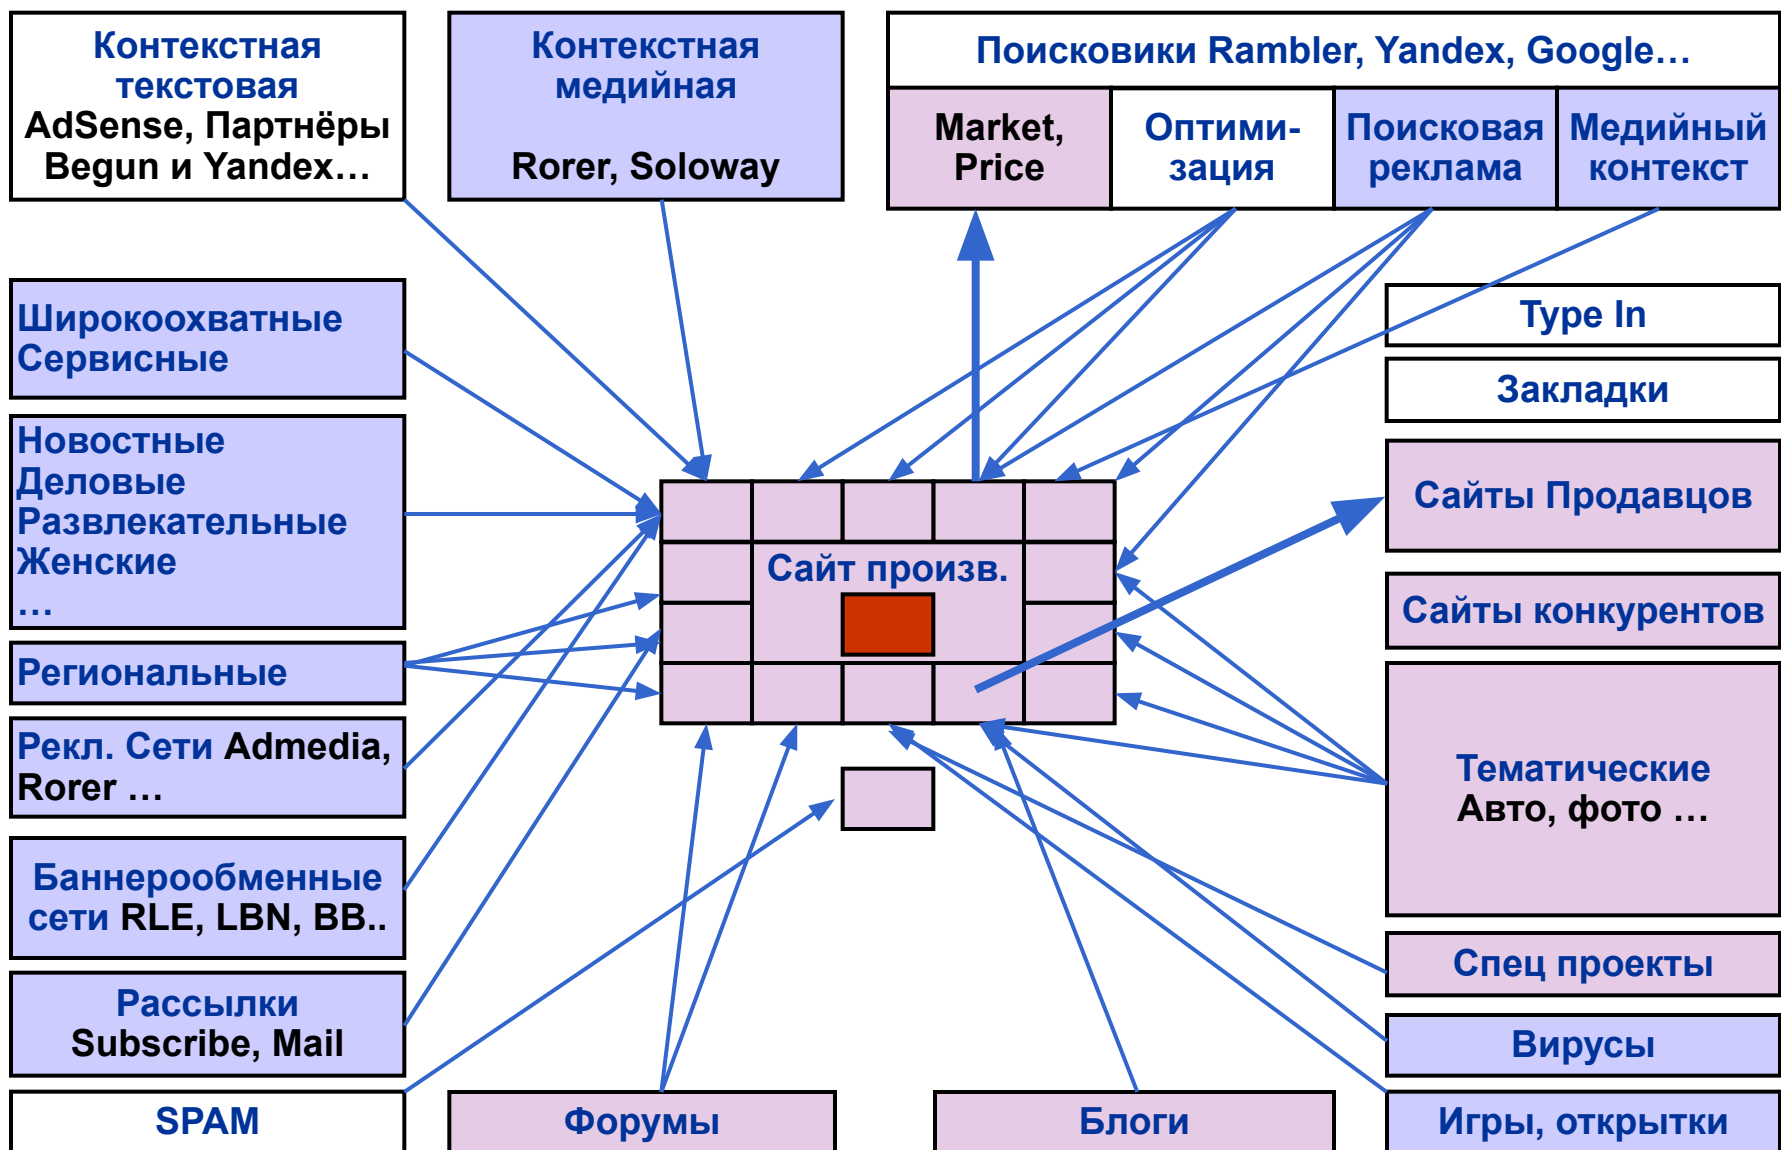 Контекстная
текстовая
AdSense, Партнёры
Begun и Yandex…
Контекстная
медийная
Rorer, Soloway
Поисковики Rambler, Yandex, Google…
Market,
Price
Оптими-
зация
Поисковая
реклама
Медийный
контекст
Широкоохватные
Сервисные
Новостные
Деловые
Развлекательные
Женские
…
Региональные
Рекл. Сети Admedia,
Rorer …
Баннерообменные
сети RLE, LBN, BB..
Рассылки
Subscribe, Mail
SPAM
Сайт произв.
Форумы
Блоги
Type In
Закладки
Сайты Продавцов
Сайты конкурентов
Тематические
Авто, фото …
Спец проекты
Вирусы
Игры, открытки